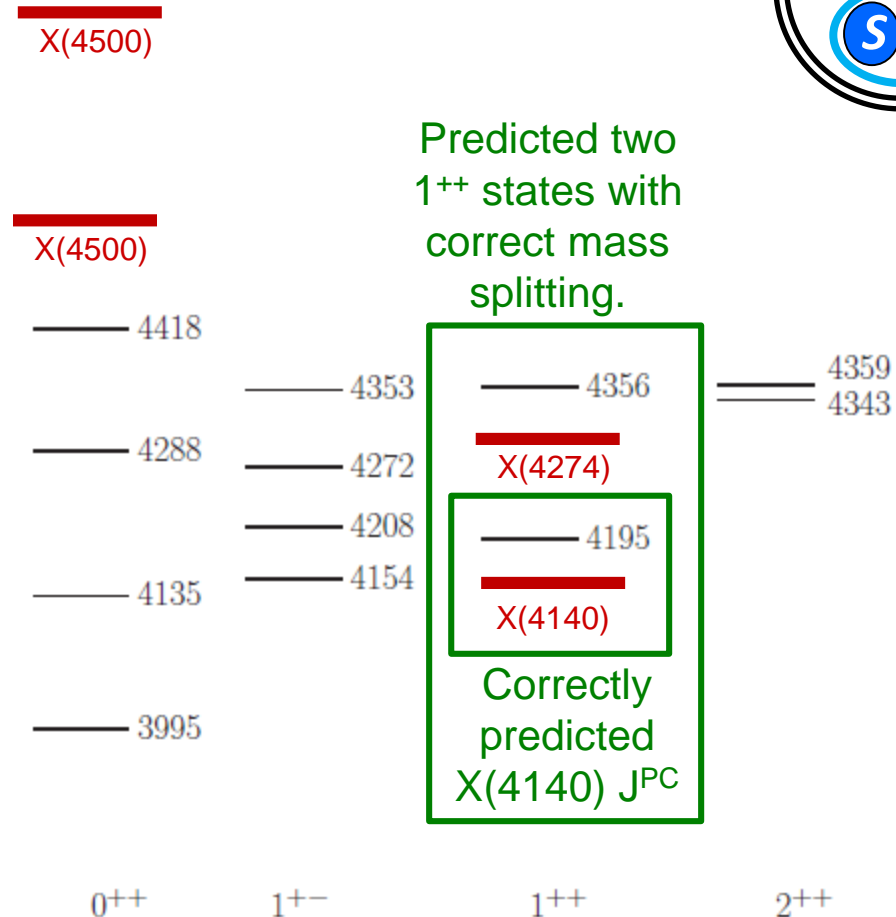 X(4500)
S
Predicted two
1⁺⁺ states with
correct mass
splitting.
X(4500)
4418
4288
4135
3995
4353
4272
4208
4154
4356
X(4274)
4195
X(4140)
Correctly
predicted
X(4140) Jᴾᶜ
4359
4343
0⁺⁺ 1⁺⁻ 1⁺⁺ 2⁺⁺